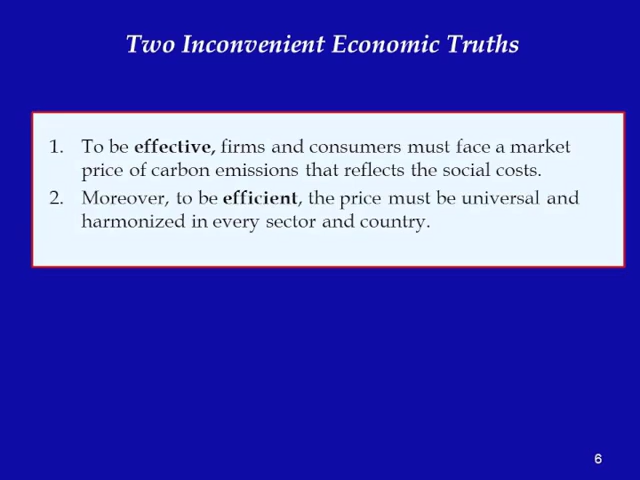 Two Inconvenient Economic Truths
1. To be effective, firms and consumers must face a market
price of carbon emissions that reflects the social costs.
2. Moreover, to be efficient, the price must be universal and
harmonized in every sector and country.
6